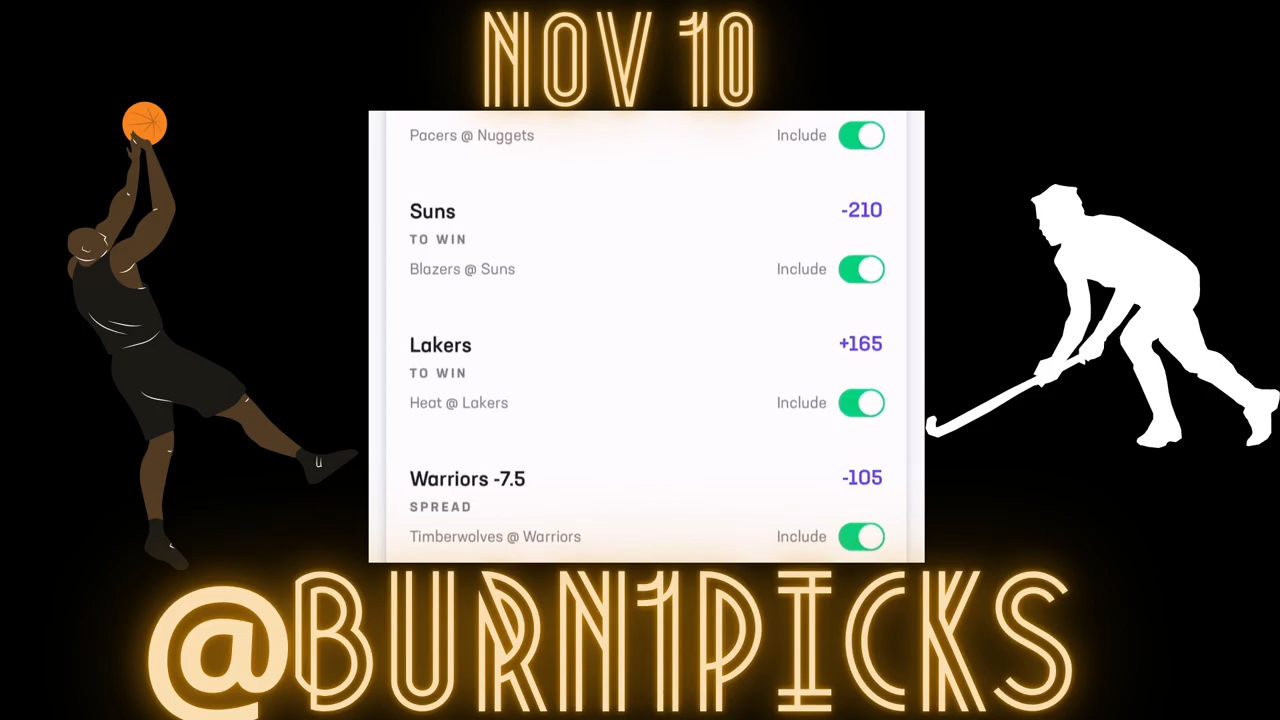 NOV 10
Pacers @ Nuggets Include
Suns -210
TO WIN
Blazers @ Suns Include
Lakers +165
TO WIN
Heat @ Lakers Include
Warriors -7.5 -105
SPREAD
Timberwolves @ Warriors Include
@BURN1PICKS